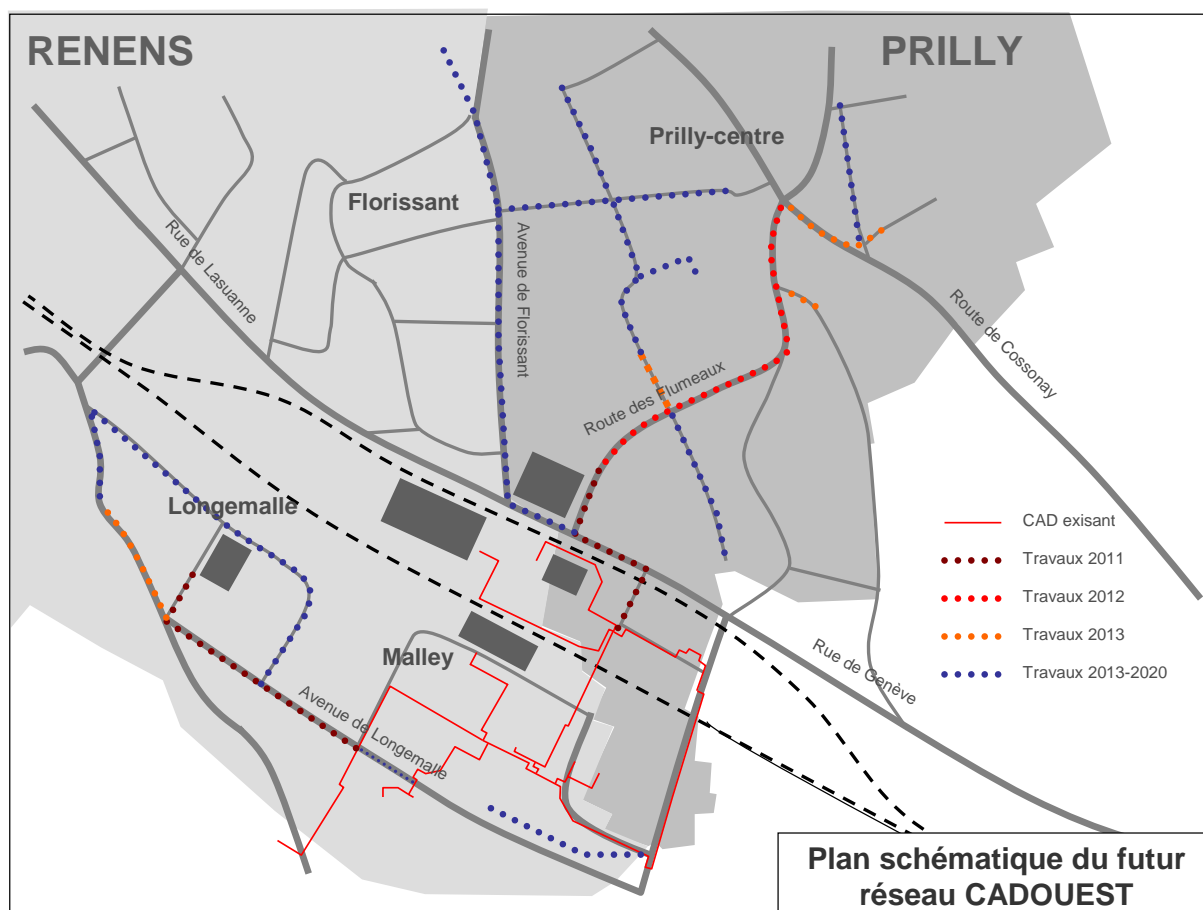 RENENS
PRILLY
Prilly-centre
Florissant
Rue de Lasuanne
Avenue de Florissant
Route de Cossonay
Route des Flumeaux
Longemalle
CAD exisant
Travaux 2011
Travaux 2012
Travaux 2013
Travaux 2013-2020
Malley
Rue de Genève
Avenue de Longemalle
Plan schématique du futur
réseau CADOUEST